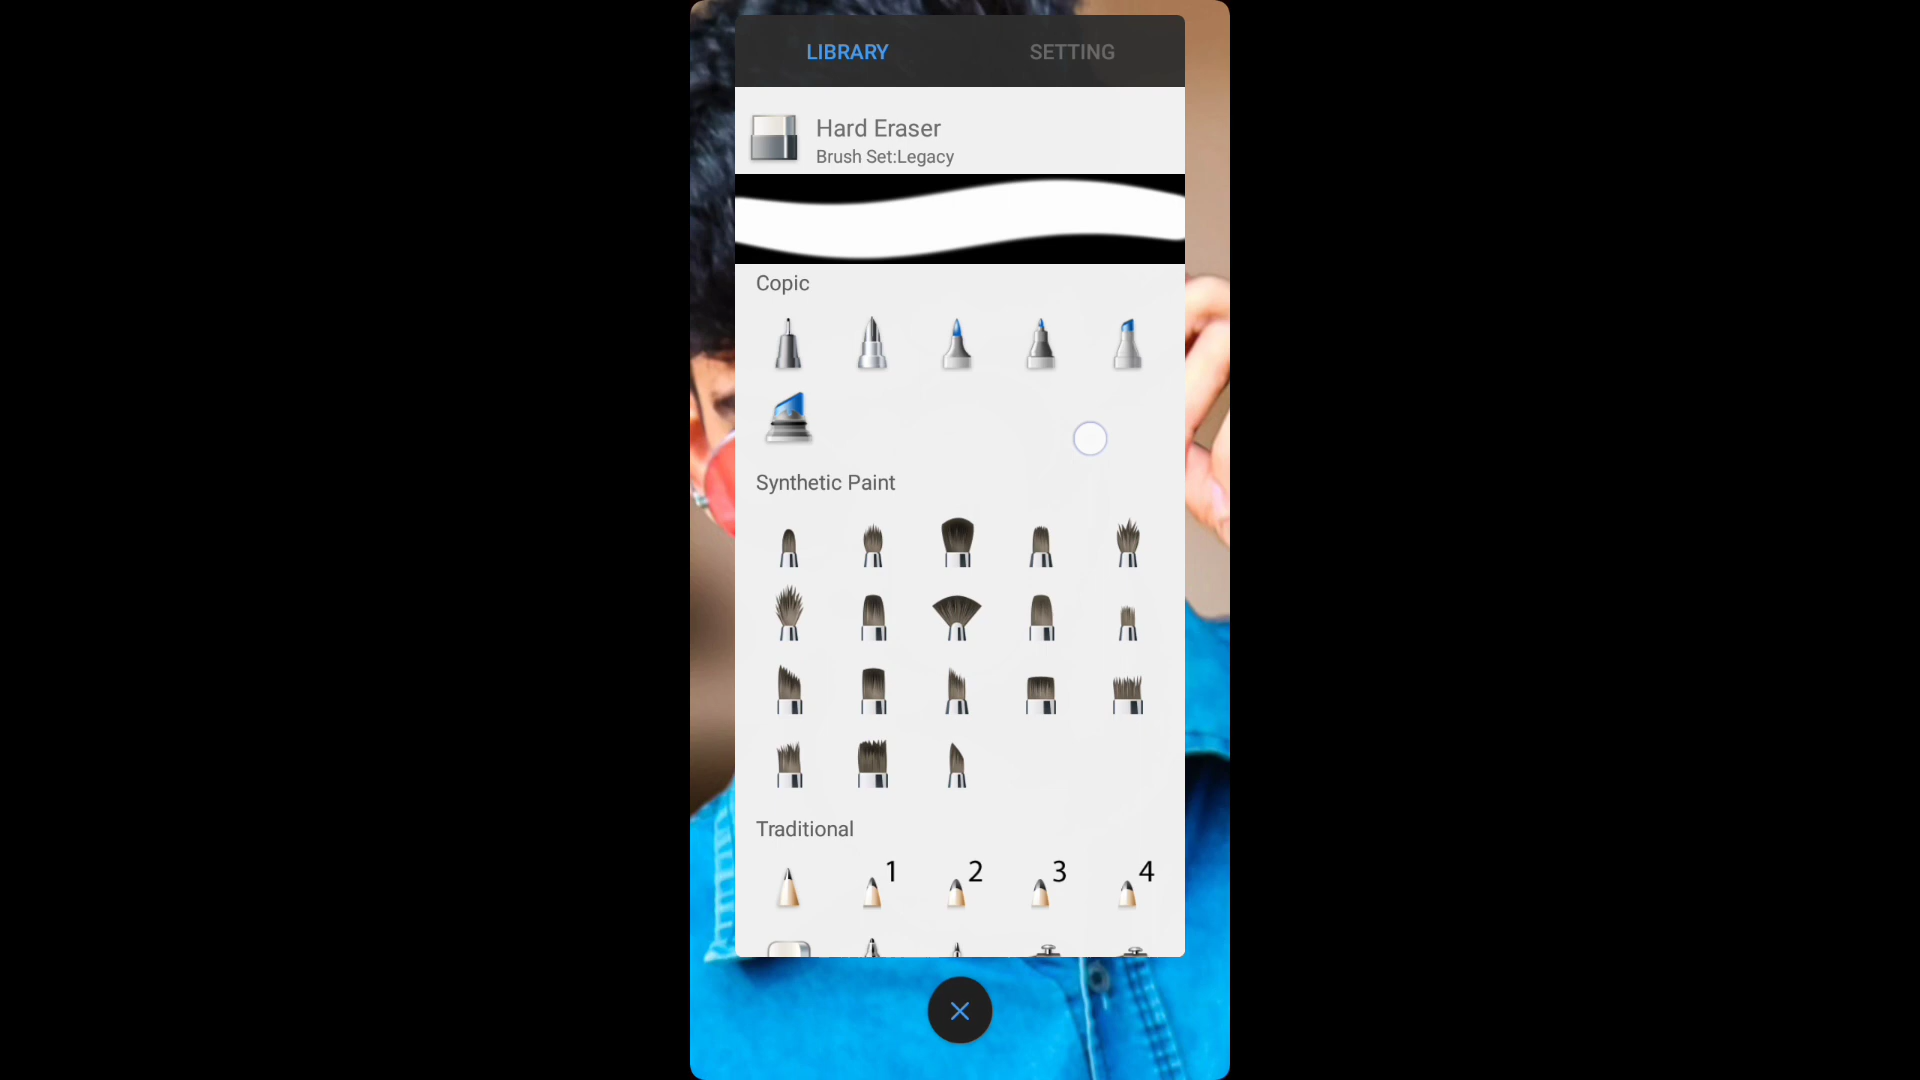 LIBRARY
SETTING
Hard Eraser
Brush Set:Legacy
Copic
Synthetic Paint
Traditional
1
2
3
4